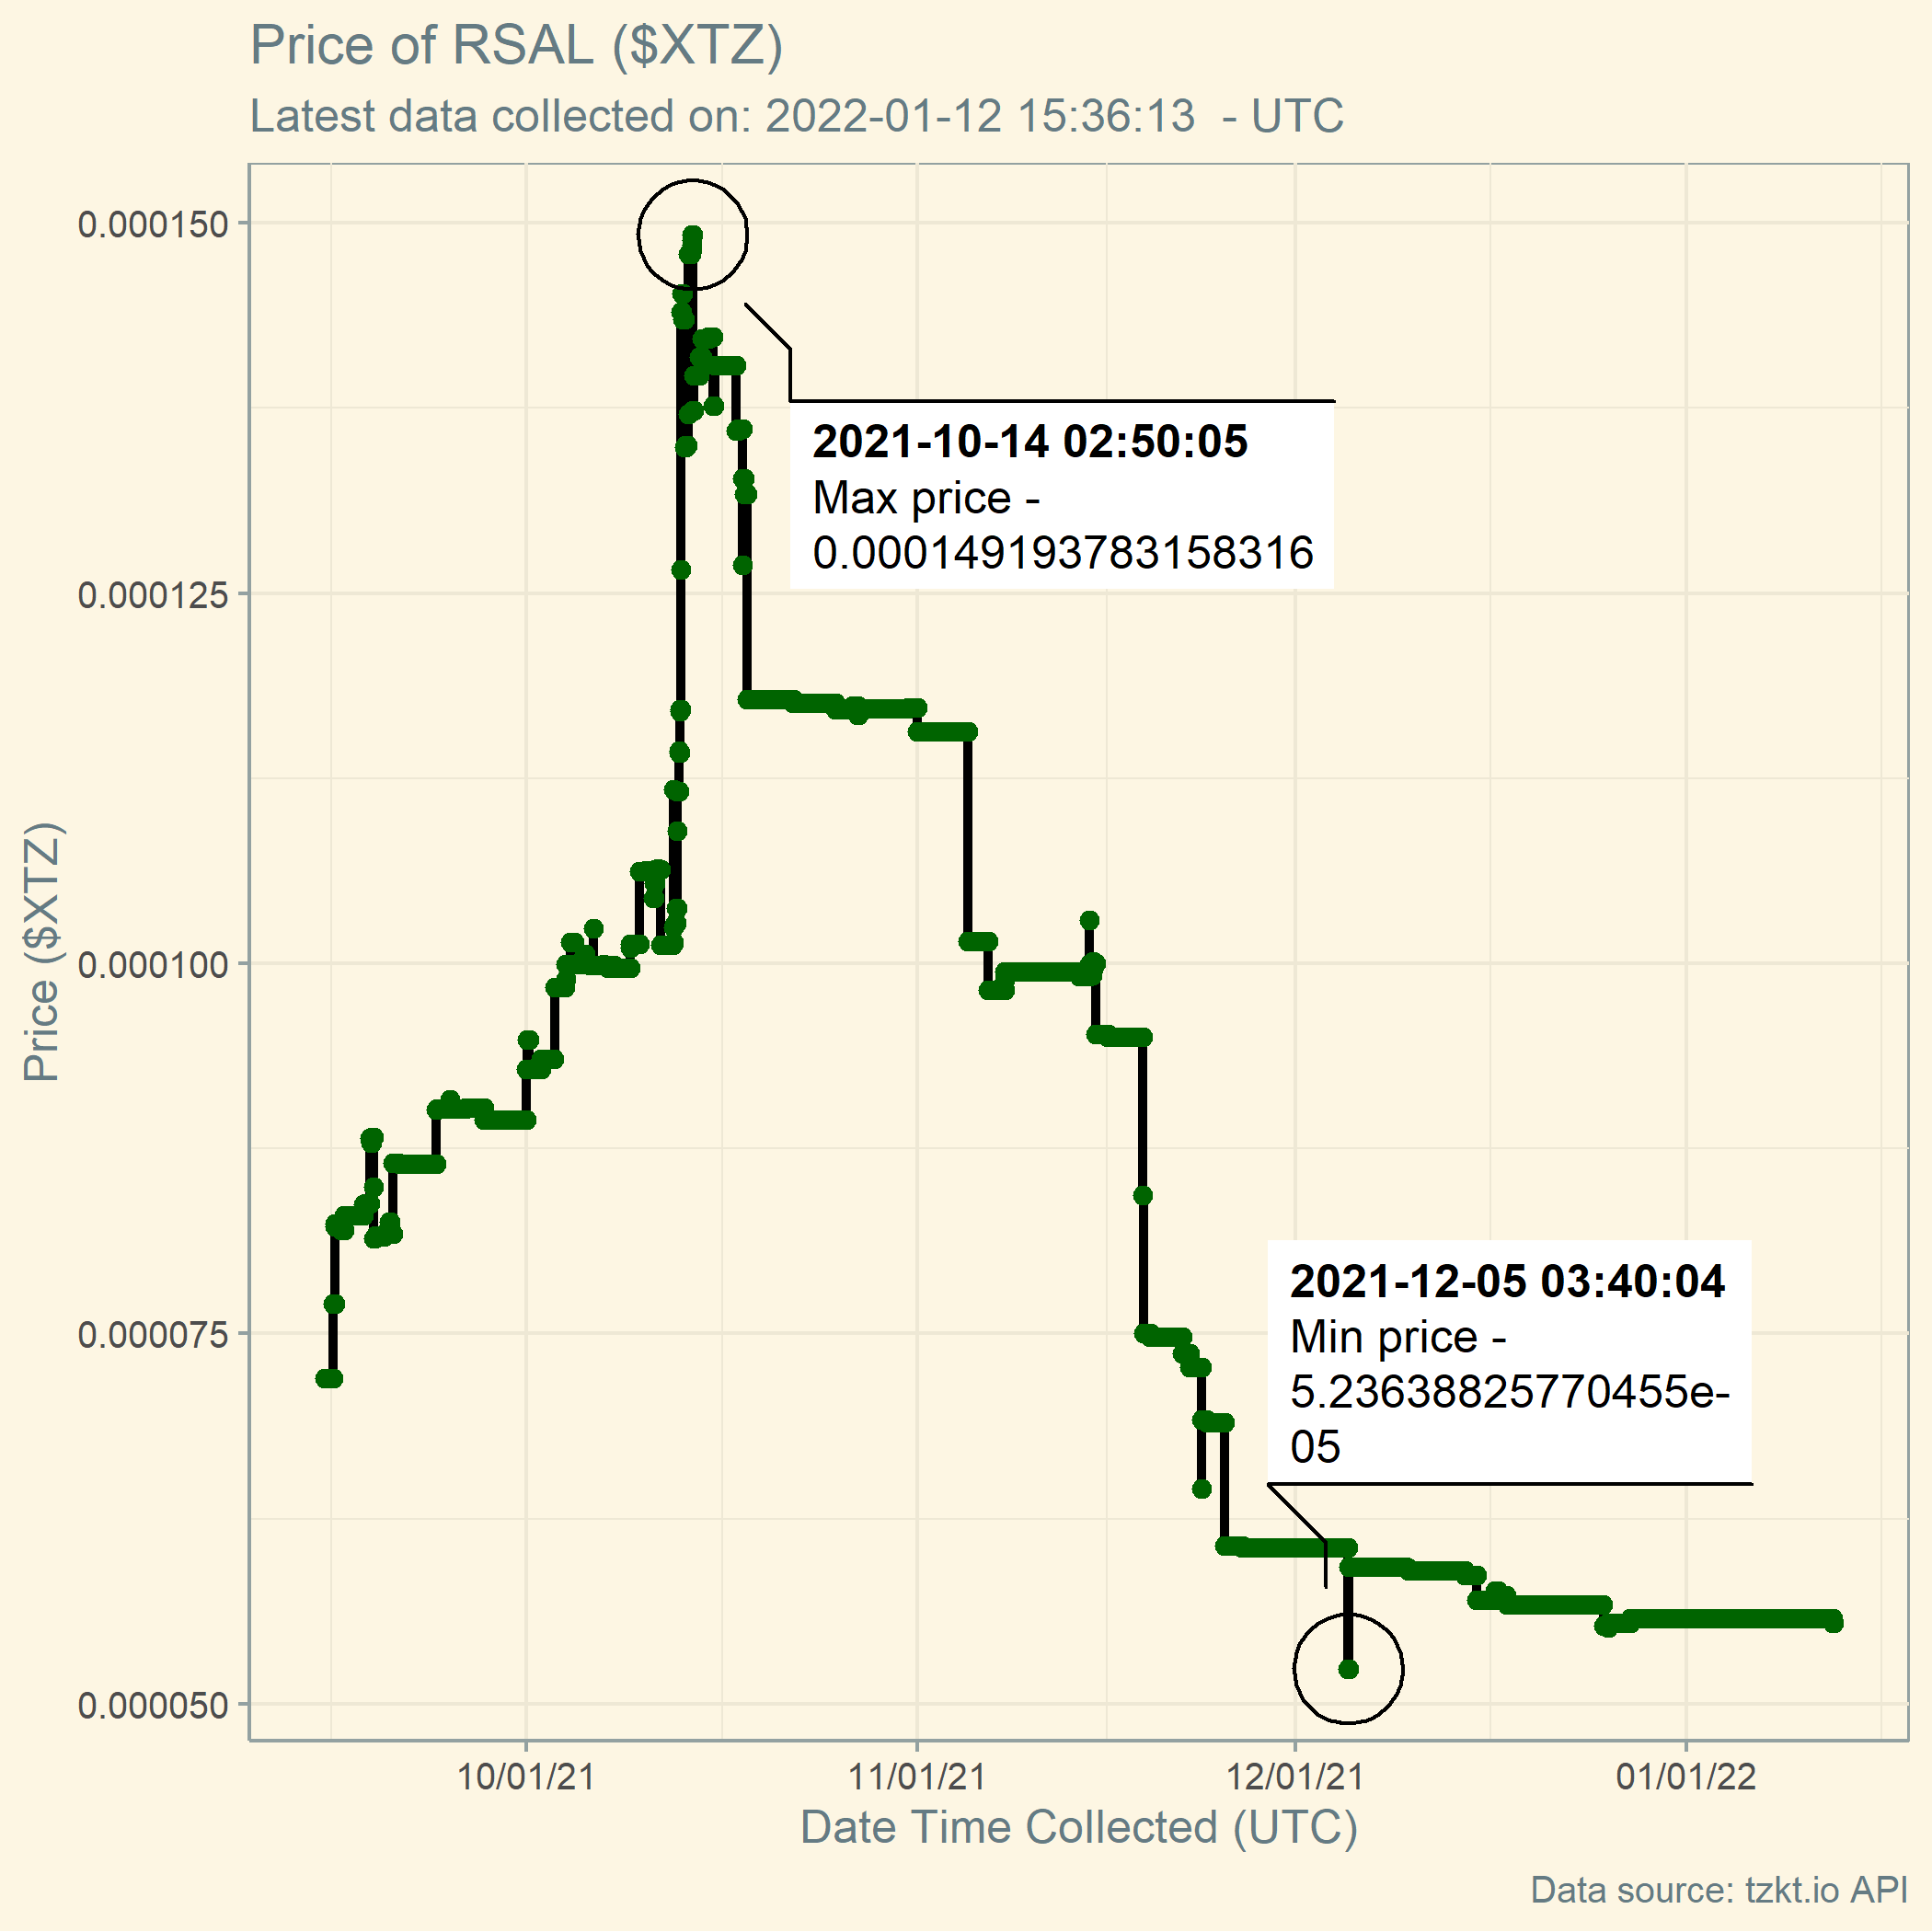 Price of RSAL ($XTZ)
Latest data collected on: 2022-01-12 15:36:13  - UTC
0.000150
0.000125
0.000100
0.000075
0.000050
Price ($XTZ)
2021-10-14 02:50:05
Max price -
0.000149193783158316
2021-12-05 03:40:04
Min price -
5.23638825770455e-
05
10/01/21
11/01/21
12/01/21
01/01/22
Date Time Collected (UTC)
Data source: tzkt.io API